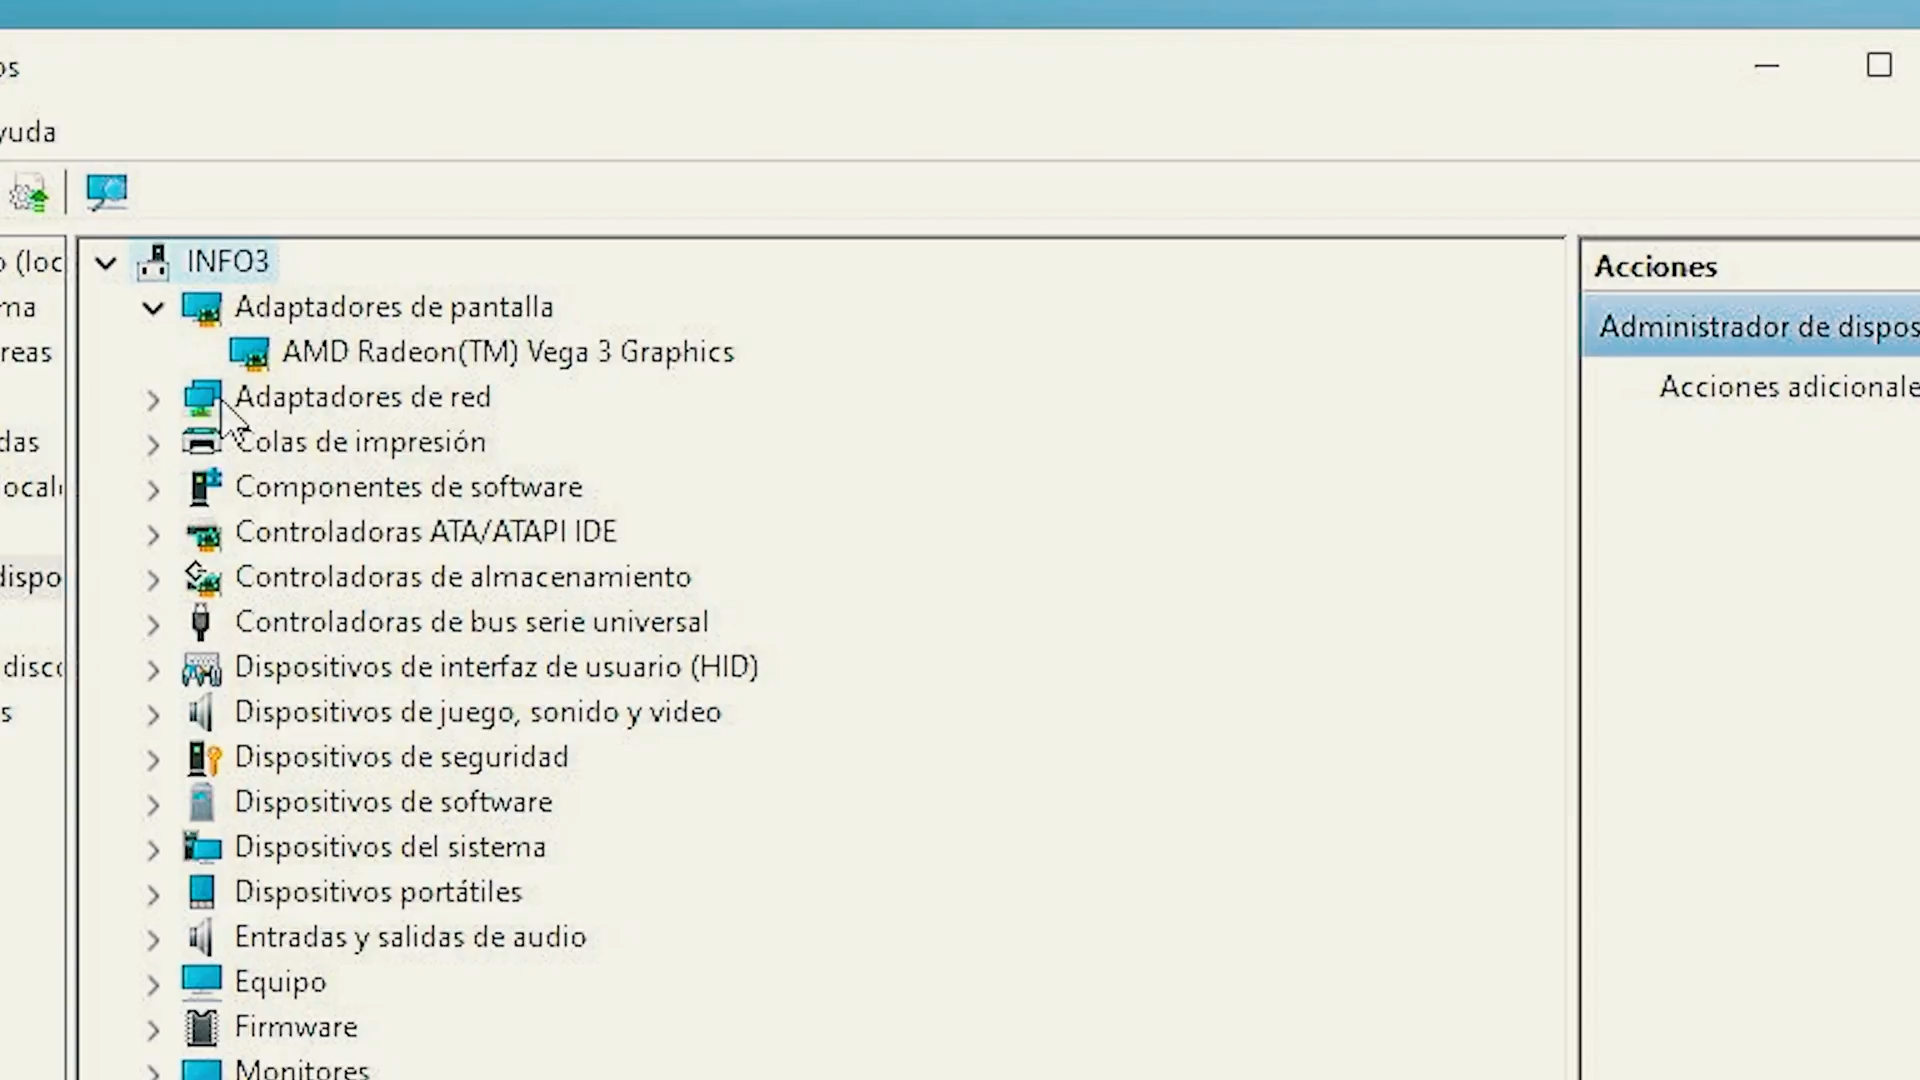 os
yuda
o (loc
ma
reas
das
ocal
dispo
disc
s
INFO3
Adaptadores de pantalla
AMD Radeon(TM) Vega 3 Graphics
Adaptadores de red
Colas de impresión
Componentes de software
Controladoras ATA/ATAPI IDE
Controladoras de almacenamiento
Controladoras de bus serie universal
Dispositivos de interfaz de usuario (HID)
Dispositivos de juego, sonido y video
Dispositivos de seguridad
Dispositivos de software
Dispositivos del sistema
Dispositivos portátiles
Entradas y salidas de audio
Equipo
Firmware
Monitores
Acciones
Administrador de dispos
Acciones adicionale